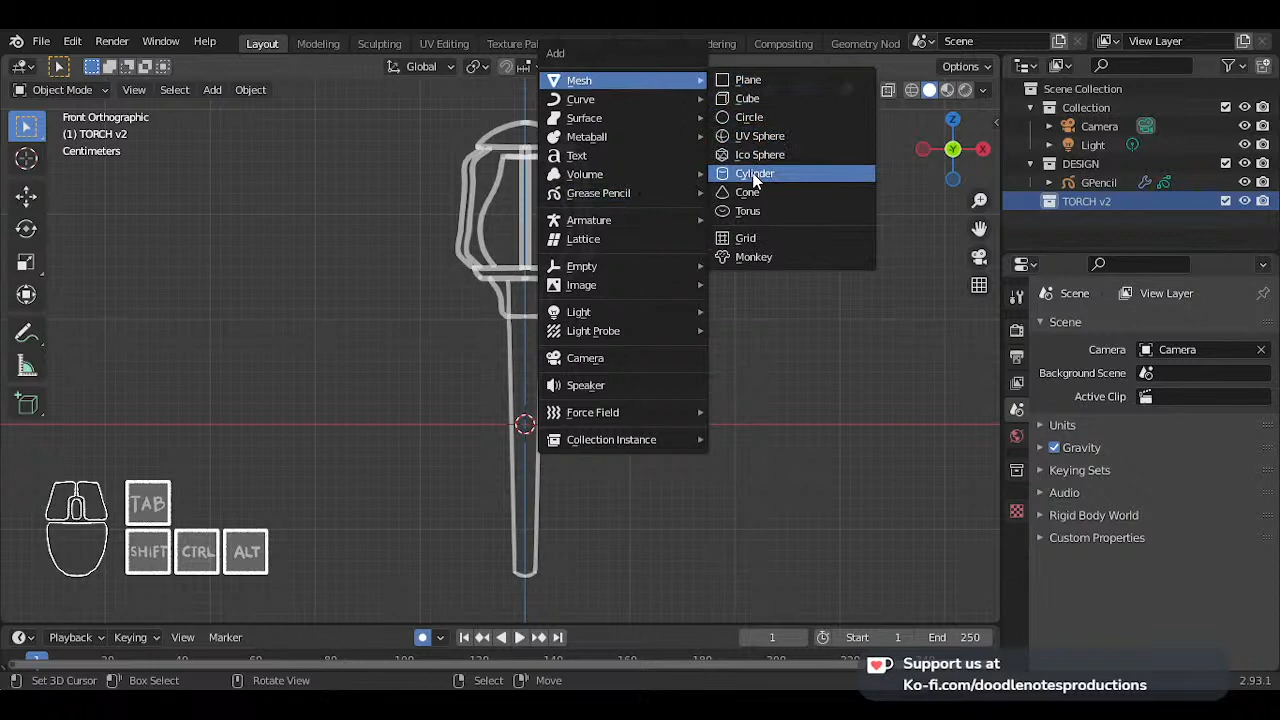 File Edit Render Window Help
Layout Modeling Sculpting UV Editing Texture Pai
dering Compositing Geometry Nod
Scene
View Layer
Global
Options
Object Mode View Select Add Object
Front Orthographic
(1) TORCH v2
Centimeters
Add
Mesh
Curve
Surface
Metaball
Text
Volume
Grease Pencil
Armature
Lattice
Empty
Image
Light
Light Probe
Camera
Speaker
Force Field
Collection Instance
Plane
Cube
Circle
UV Sphere
Ico Sphere
Cylinder
Cone
Torus
Grid
Monkey
Z
Y
X
Scene Collection
Collection
Camera
Light
DESIGN
GPencil
TORCH v2
Scene View Layer
Scene
Camera Camera
Background Scene
Active Clip
Units
Gravity
Keying Sets
Audio
Rigid Body World
Custom Properties
TAB
SHIFT CTRL ALT
Playback Keying View Marker
1 Start 1 End 250
1
Set 3D Cursor Box Select Rotate View Select Move
Support us at
Ko-fi.com/doodlenotesproductions
2.93.1